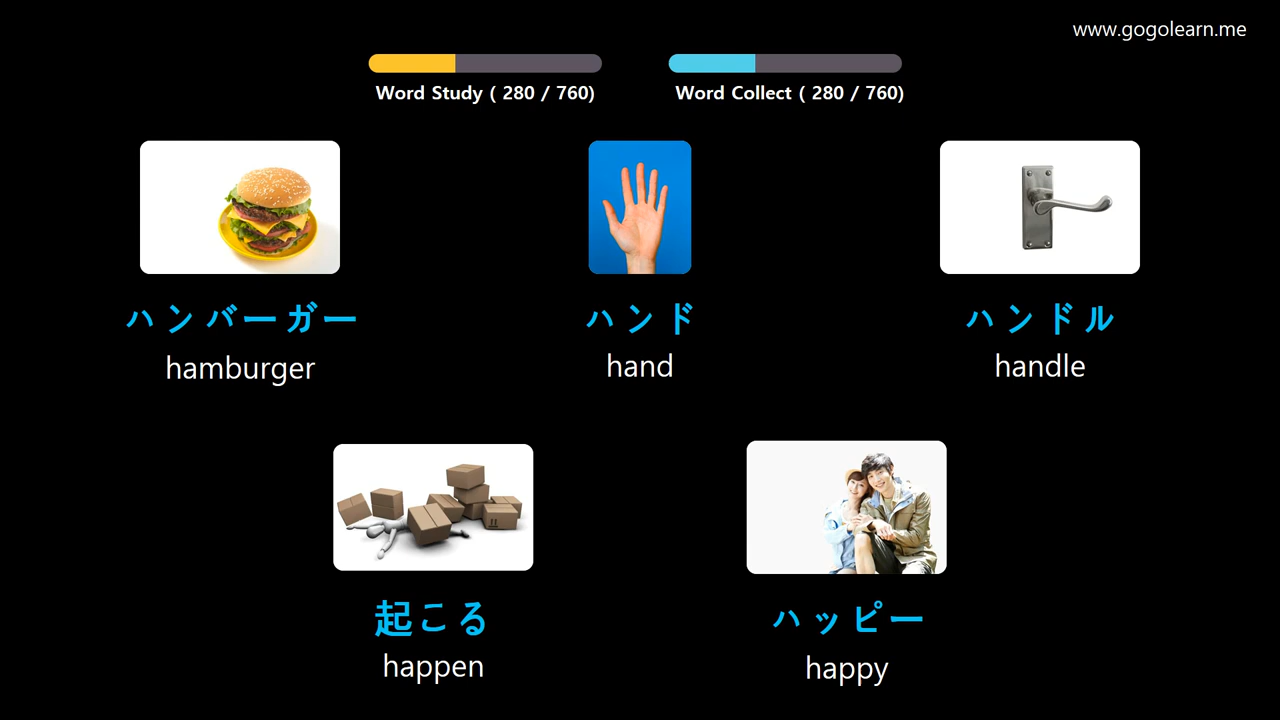 www.gogolearn.me
Word Study ( 280 / 760)
Word Collect ( 280 / 760)
ハンバーガー
hamburger
ハンド
hand
ハンドル
handle
起こる
happen
ハッピー
happy